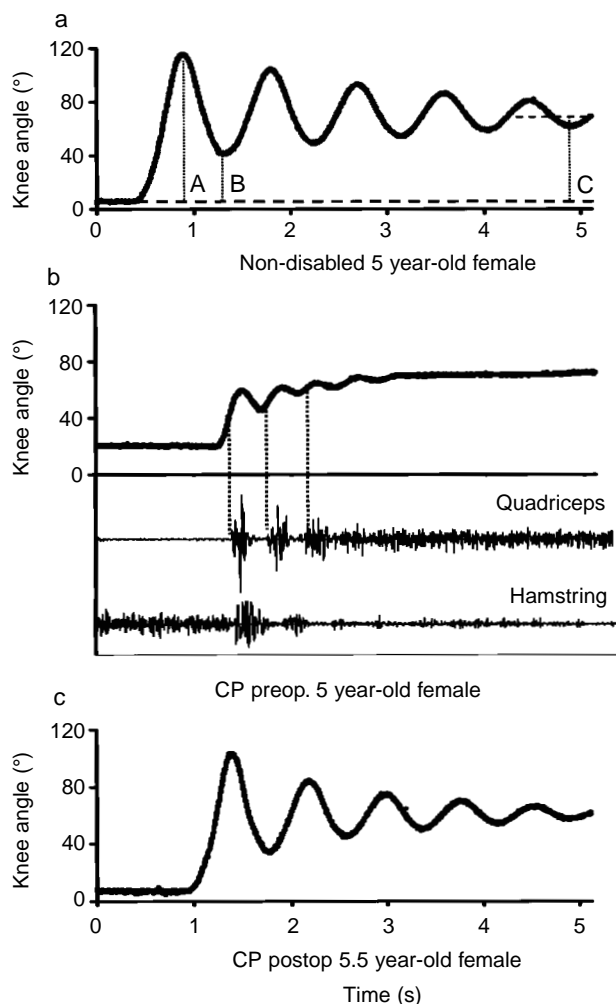 a
120
80
40
0
Knee angle (°)
A
B
C
0 1 2 3 4 5
Non-disabled 5 year-old female
b
120
80
40
0
Knee angle (°)
Quadriceps
Hamstring
CP preop. 5 year-old female
c
120
80
40
0
Knee angle (°)
0 1 2 3 4 5
CP postop 5.5 year-old female
Time (s)